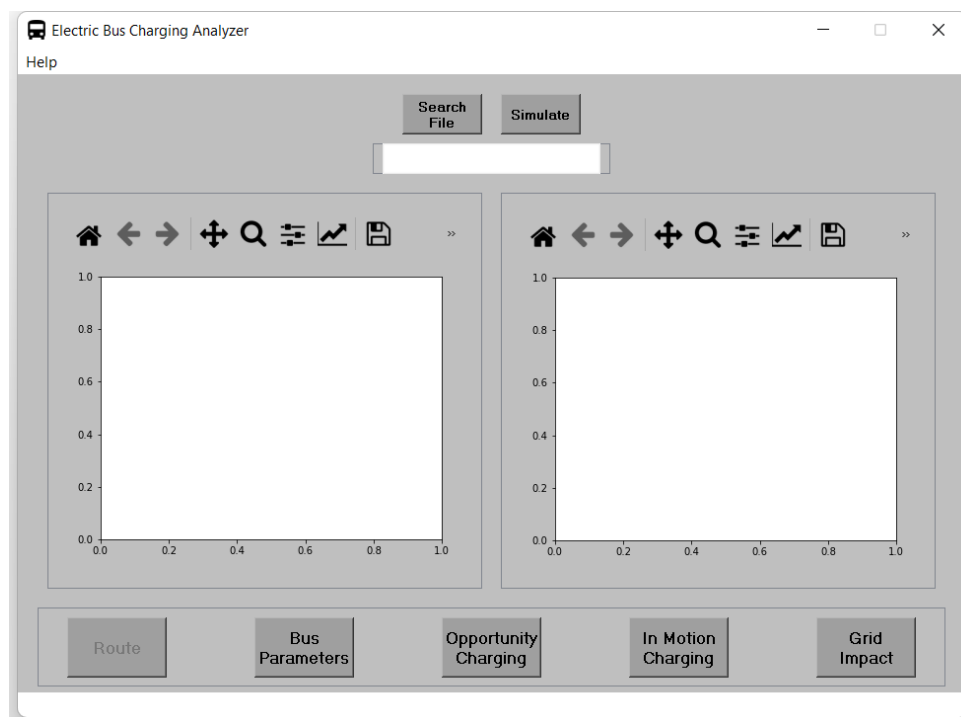 Electric Bus Charging Analyzer
Help
Search
File
Simulate
»
»
1.0
0.8
0.6
0.4
0.2
0.0
0.0 0.2 0.4 0.6 0.8 1.0
1.0
0.8
0.6
0.4
0.2
0.0
0.0 0.2 0.4 0.6 0.8 1.0
Route
Bus
Parameters
Opportunity
Charging
In Motion
Charging
Grid
Impact